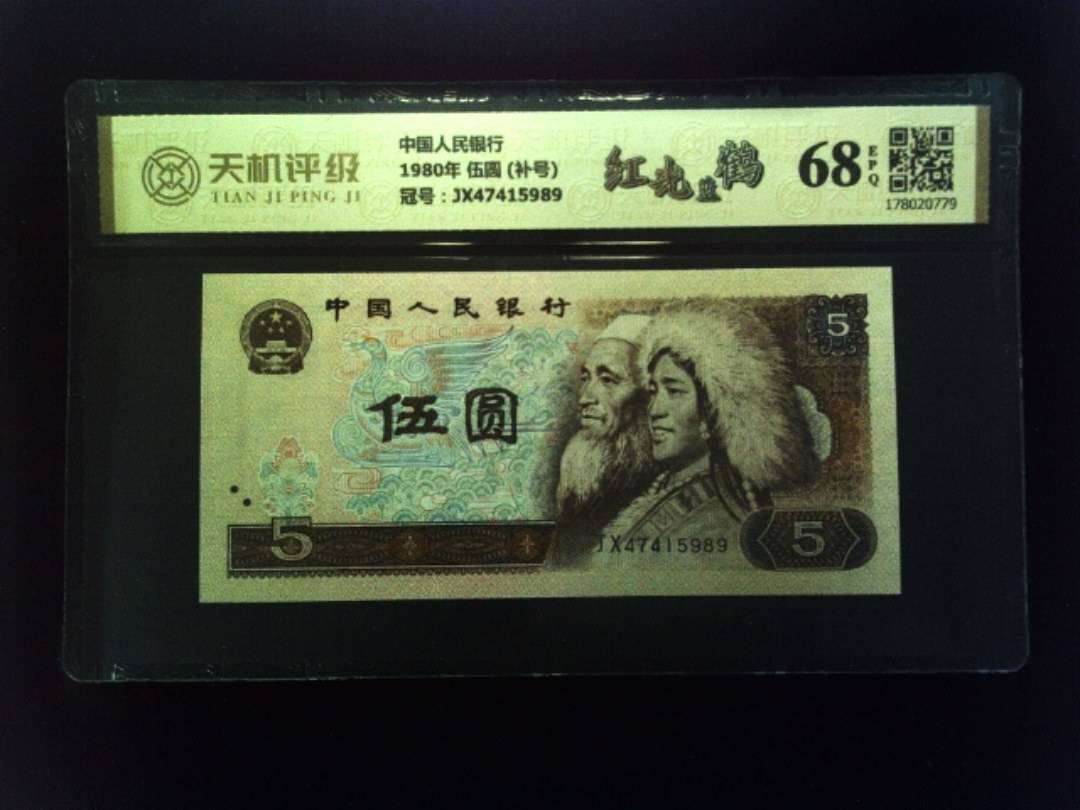 天机评级
TIAN JI PING JI
中国人民银行
1980年 伍圆 (补号)
冠号：JX47415989
红光蓝鹤
68
EPQ
178020779
中国人民银行
5
伍圆
5
JX47415989
5